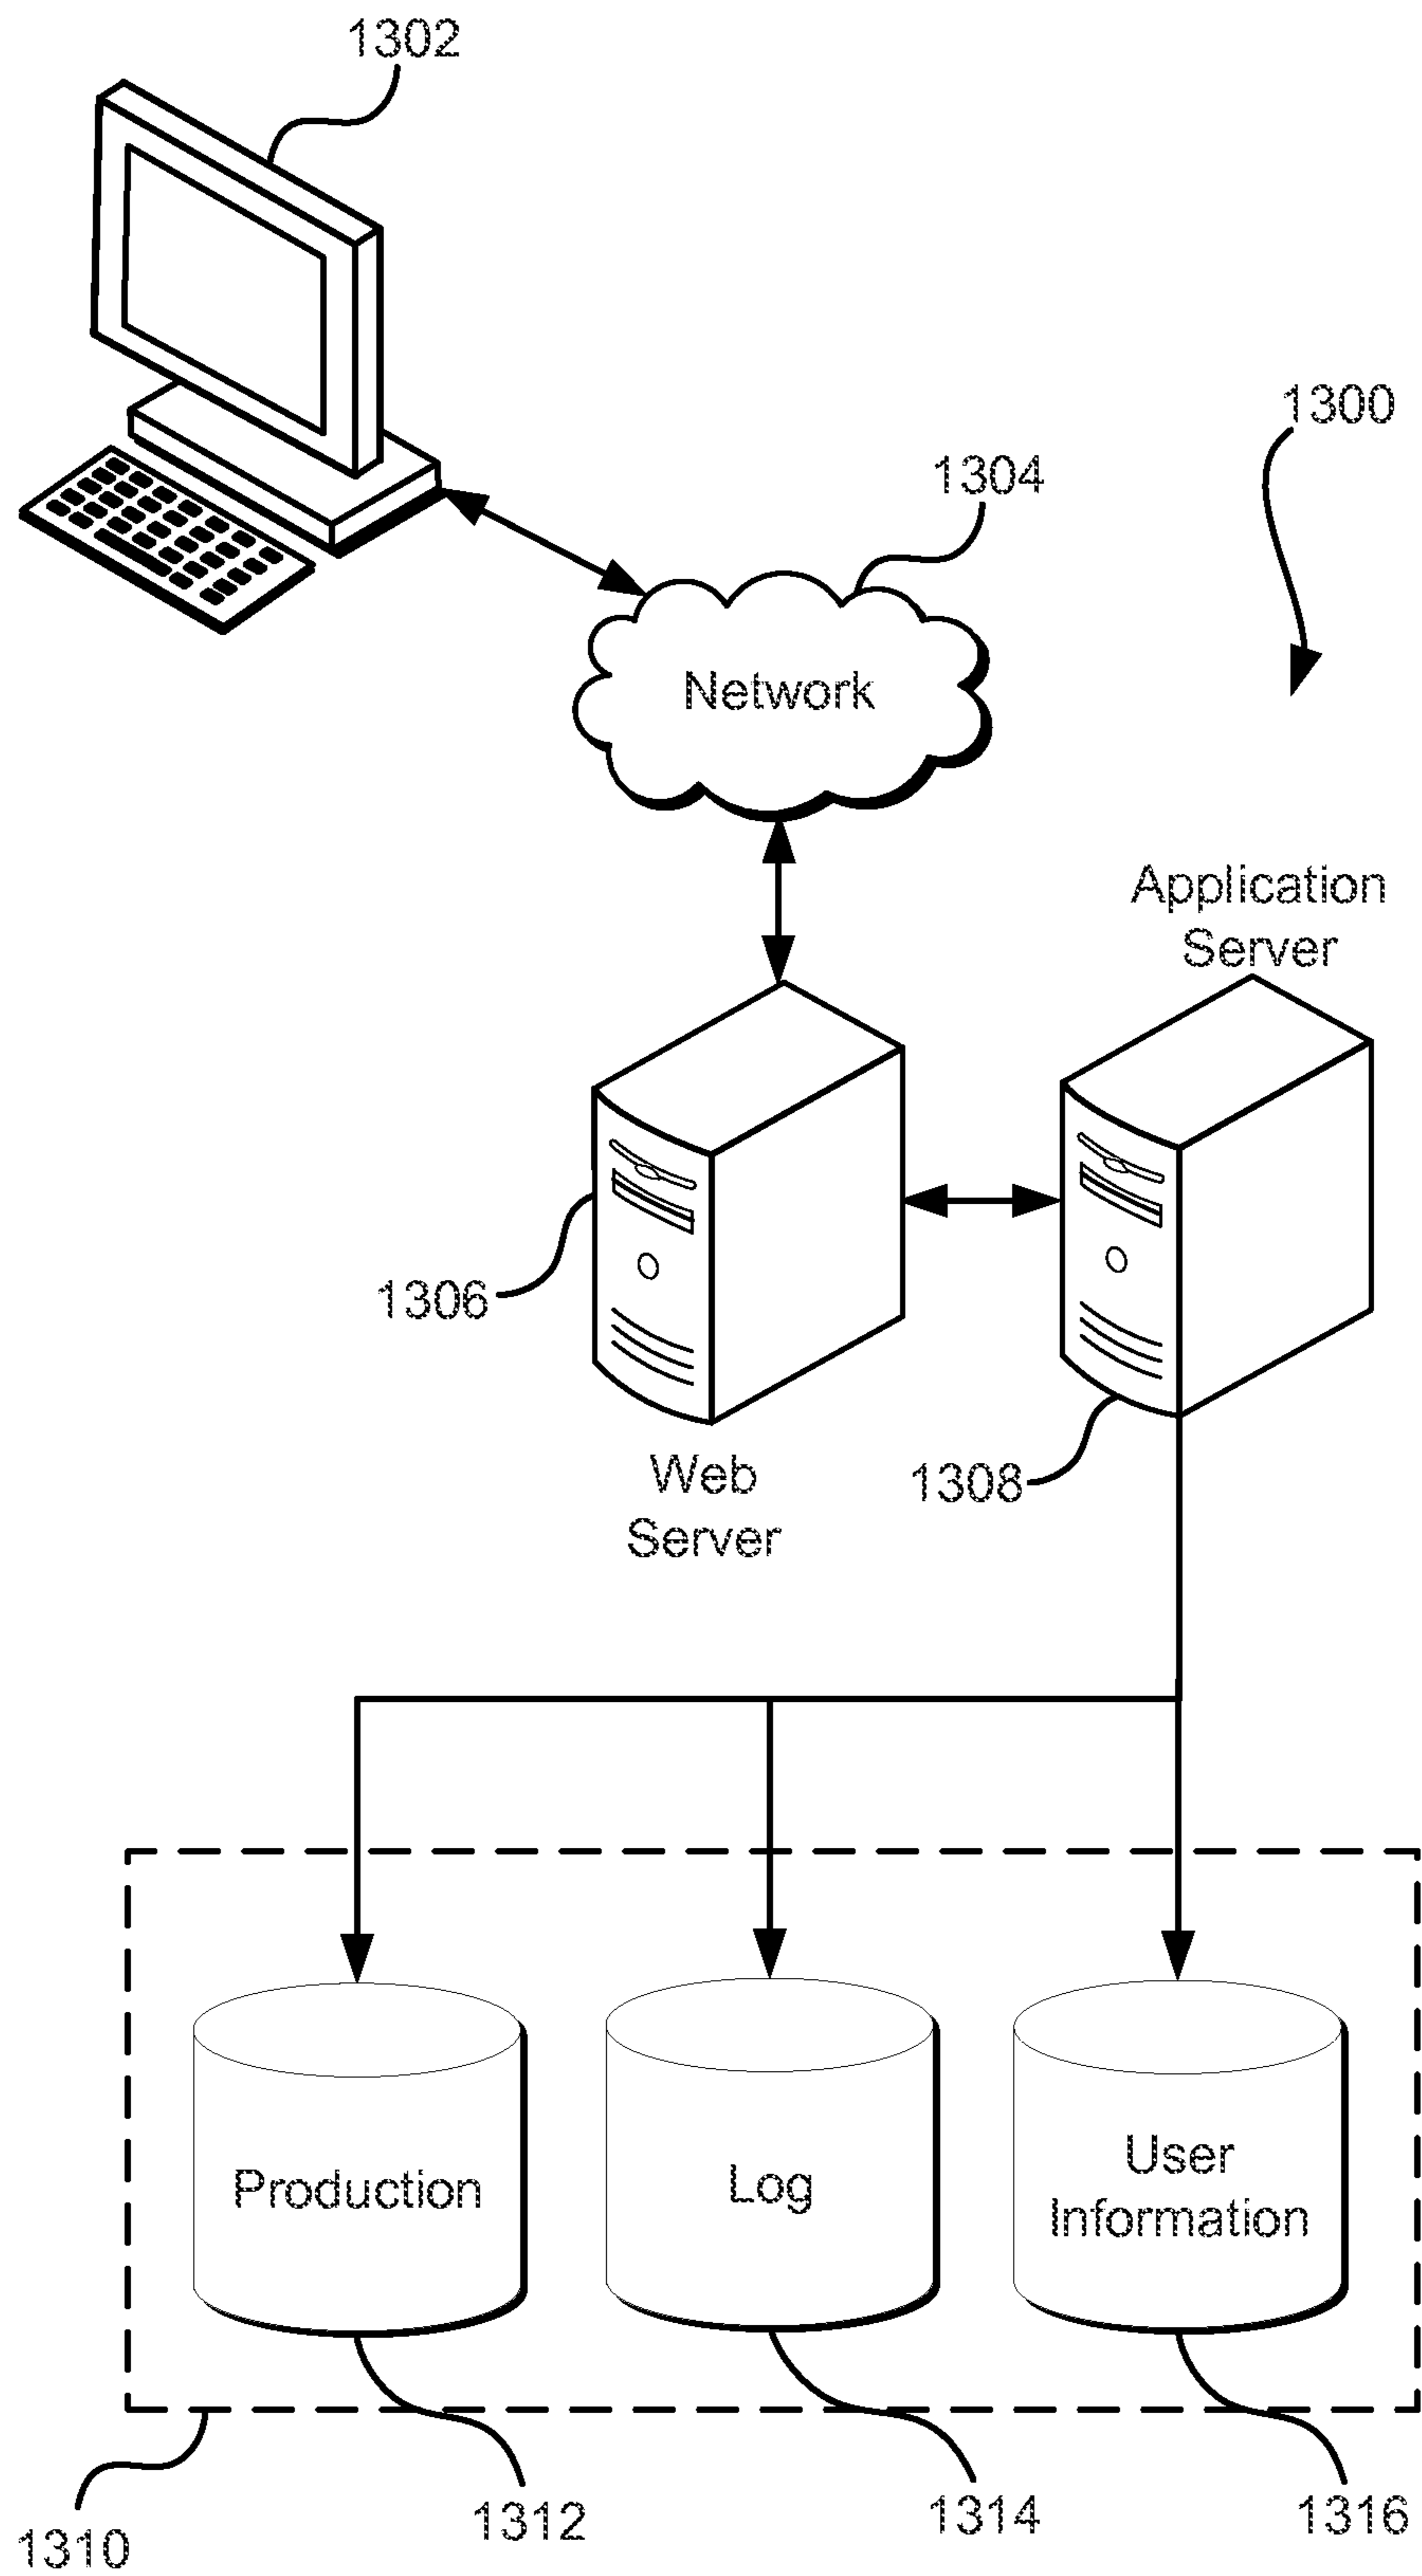 1302
1300
1304
Network
Application
Server
1306
1308
Web
Server
Production
Log
User
Information
1310
1312
1314
1316